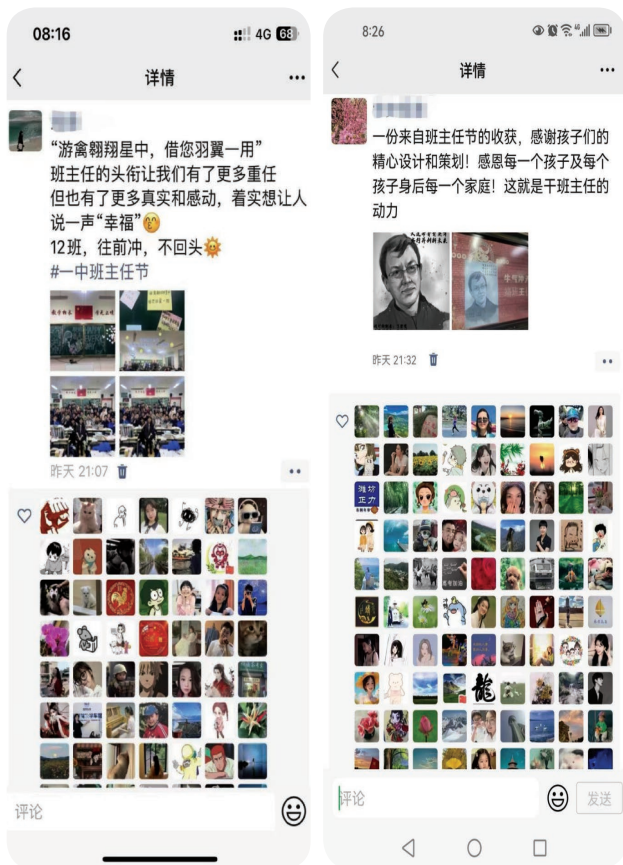 08:16
4G 68
详情
“游禽翱翔星中，借您羽翼一用”
班主任的头衔让我们有了更多重任
但也有了更多真实和感动，着实想让人
说一声“幸福”
12班，往前冲，不回头
#一中班主任节
昨天 21:07
评论
8:26
详情
一份来自班主任节的收获，感谢孩子们的
精心设计和策划！感恩每一个孩子及每个
孩子身后每一个家庭！这就是干班主任的
动力
昨天 21:32
潍坊
正力
龍
评论
发送